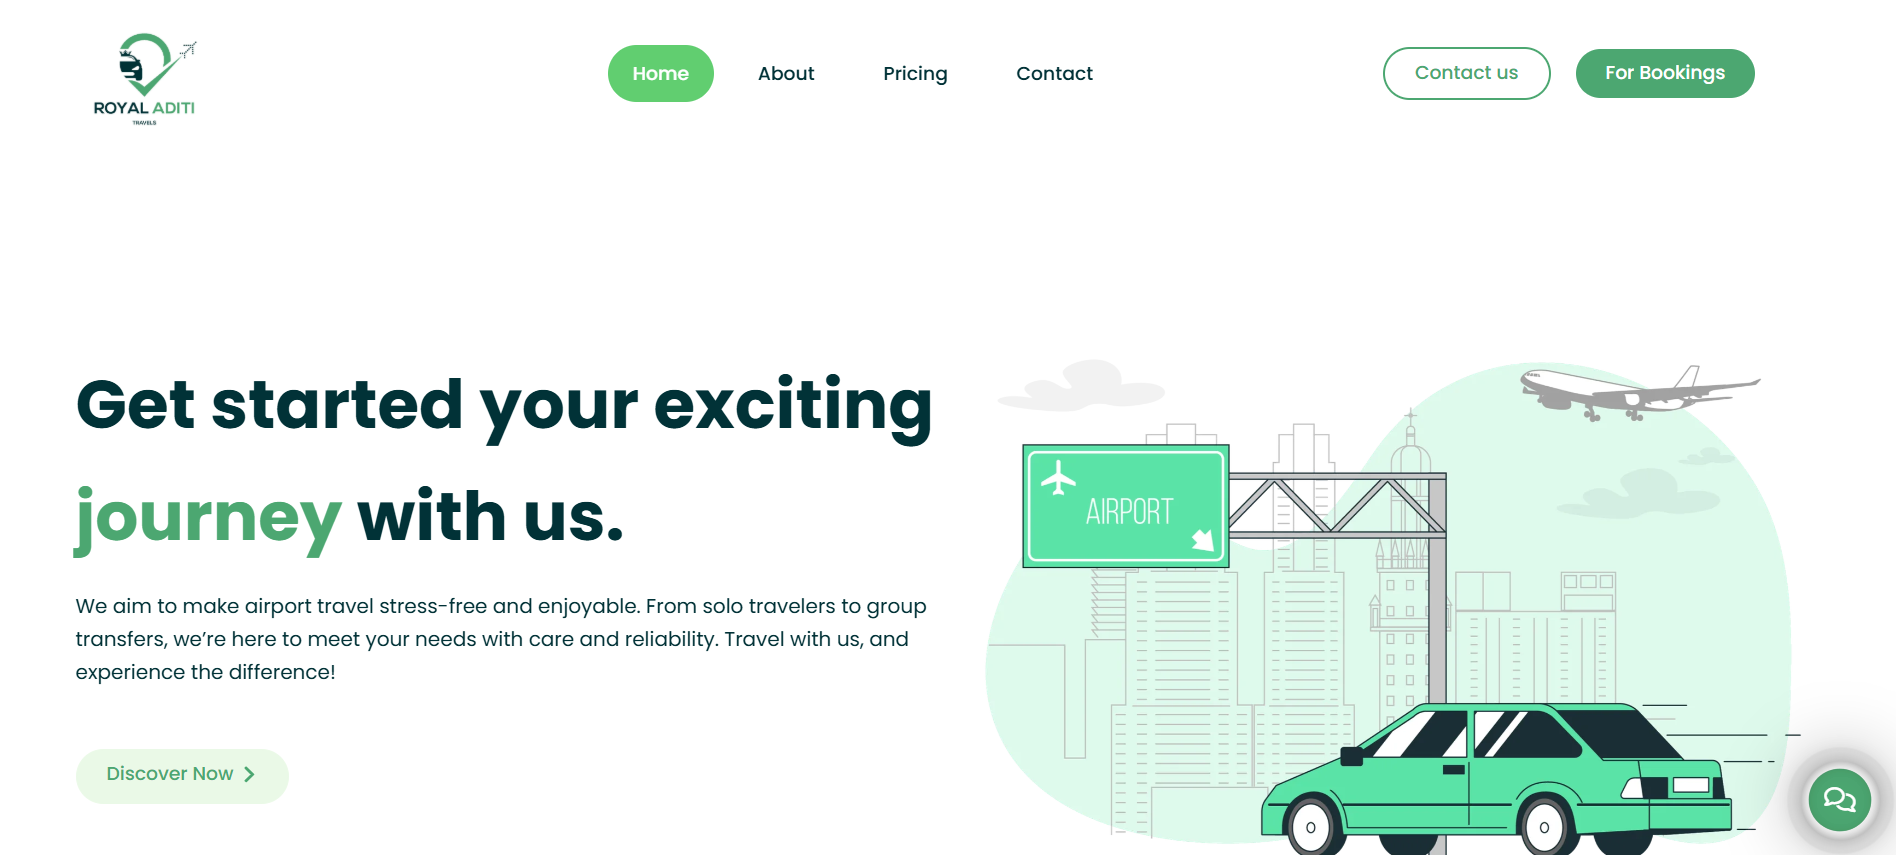 ROYAL ADITI
TRAVELS
Home
About
Pricing
Contact
Contact us
For Bookings
Get started your exciting
journey with us.
We aim to make airport travel stress-free and enjoyable. From solo travelers to group
transfers, we’re here to meet your needs with care and reliability. Travel with us, and
experience the difference!
Discover Now
AIRPORT